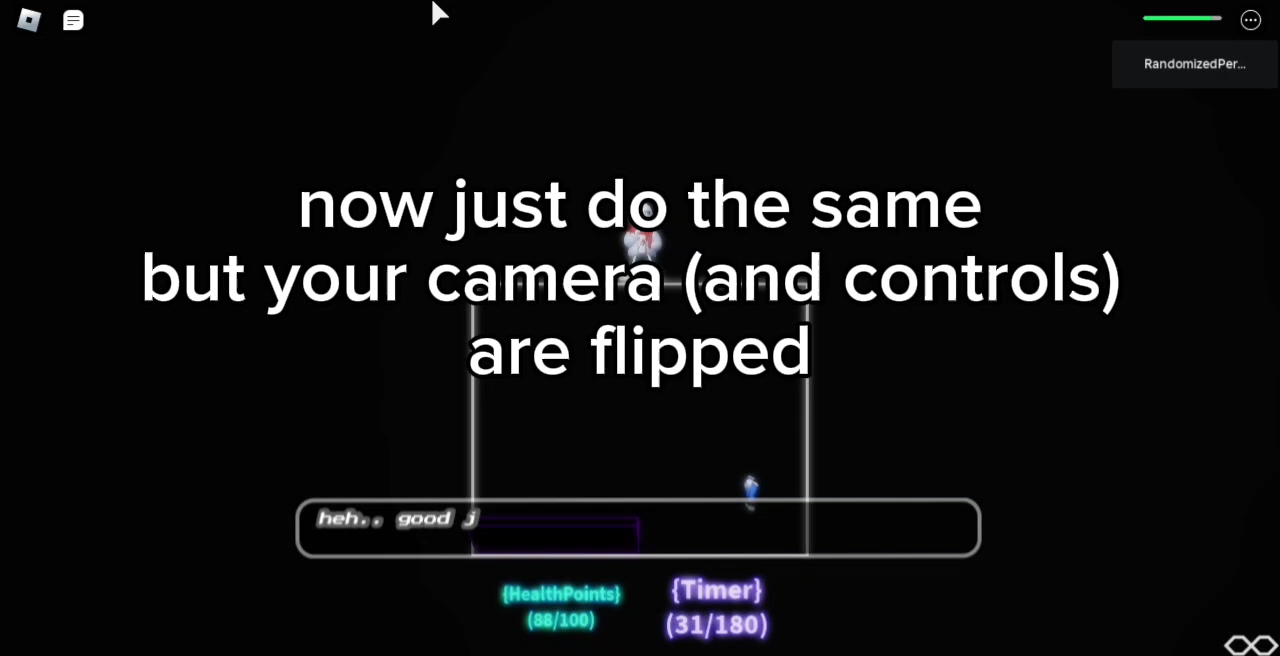 RandomizedPer...
now just do the same
but your camera (and controls)
are flipped
heh.. good j
{HealthPoints}
(88/100)
{Timer}
(31/180)